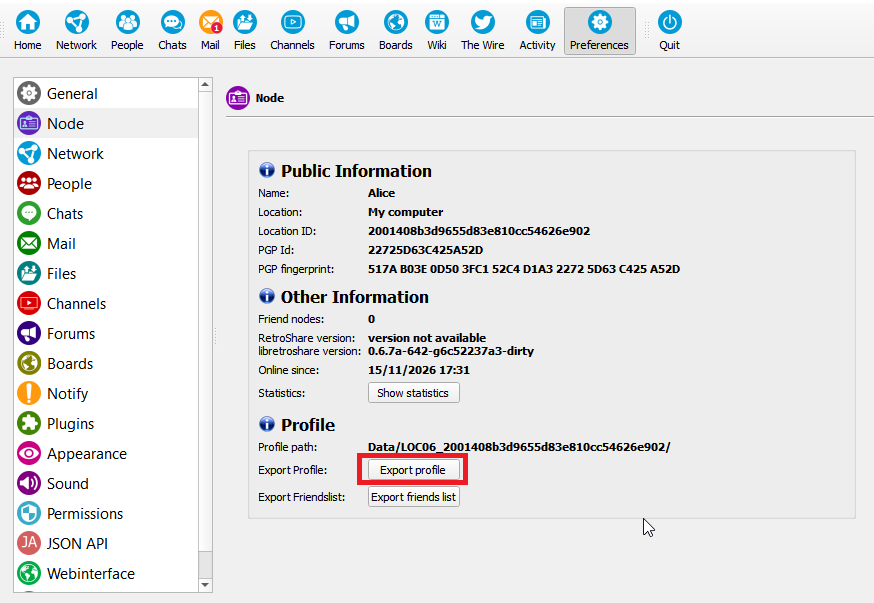 Home Network People Chats Mail Files Channels Forums Boards Wiki The Wire Activity Preferences Quit
1
W
General
Node
Network
People
Chats
Mail
Files
Channels
Forums
Boards
Notify
Plugins
Appearance
Sound
Permissions
JA JSON API
Webinterface
Node
Public Information
Name: Alice
Location: My computer
Location ID: 2001408b3d9655d83e810cc54626e902
PGP Id: 22725D63C425A52D
PGP fingerprint: 517A B03E 0D50 3FC1 52C4 D1A3 2272 5D63 C425 A52D
Other Information
Friend nodes: 0
RetroShare version: version not available
libretroshare version: 0.6.7a-642-g6c52237a3-dirty
Online since: 15/11/2026 17:31
Statistics: Show statistics
Profile
Profile path: Data/LOC06_2001408b3d9655d83e810cc54626e902/
Export Profile: Export profile
Export Friendslist: Export friends list